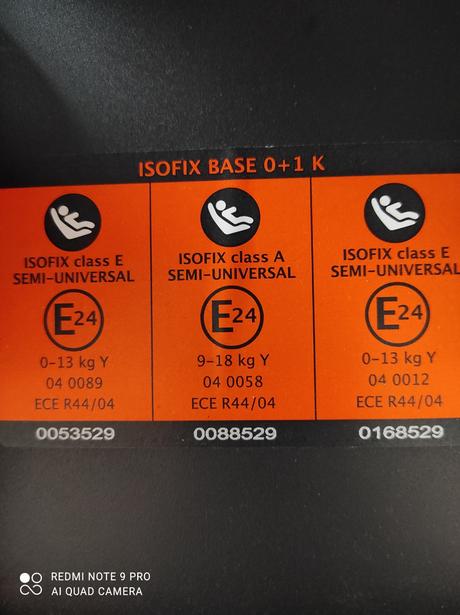 ISOFIX BASE 0+1 K
ISOFIX class E
SEMI-UNIVERSAL
E24
0-13 kg Y
04 0089
ECE R44/04
0053529
ISOFIX class A
SEMI-UNIVERSAL
E24
9-18 kg Y
04 0058
ECE R44/04
0088529
ISOFIX class E
SEMI-UNIVERSAL
E24
0-13 kg Y
04 0012
ECE R44/04
0168529
REDMI NOTE 9 PRO
AI QUAD CAMERA